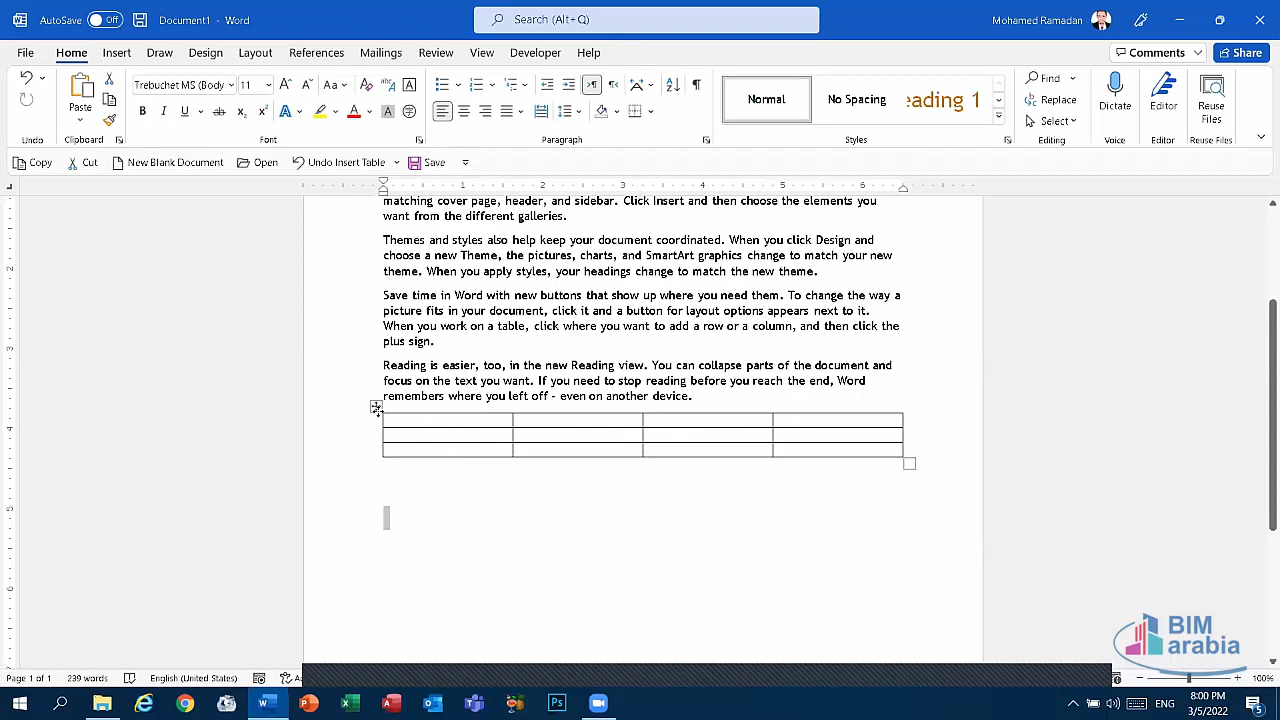 AutoSave Off Document1 - Word Search (Alt+Q) Mohamed Ramadan
File Home Insert Draw Design Layout References Mailings Review View Developer Help Comments Share
Paste Trebuchet MS (Body 11 Normal No Spacing eading 1 Find Replace Select Dictate Editor Reuse Files
Undo Clipboard Font Paragraph Styles Editing Voice Editor Reuse Files
Copy Cut New Blank Document Open Undo Insert Table Save
1 2 3 4 5 6
matching cover page, header, and sidebar. Click Insert and then choose the elements you
want from the different galleries.
Themes and styles also help keep your document coordinated. When you click Design and
choose a new Theme, the pictures, charts, and SmartArt graphics change to match your new
theme. When you apply styles, your headings change to match the new theme.
Save time in Word with new buttons that show up where you need them. To change the way a
picture fits in your document, click it and a button for layout options appears next to it.
When you work on a table, click where you want to add a row or a column, and then click the
plus sign.
Reading is easier, too, in the new Reading view. You can collapse parts of the document and
focus on the text you want. If you need to stop reading before you reach the end, Word
remembers where you left off - even on another device.
BIM
arabia
Page 1 of 1 239 words English (United States) 100%
ENG 8:00 PM
3/5/2022 5